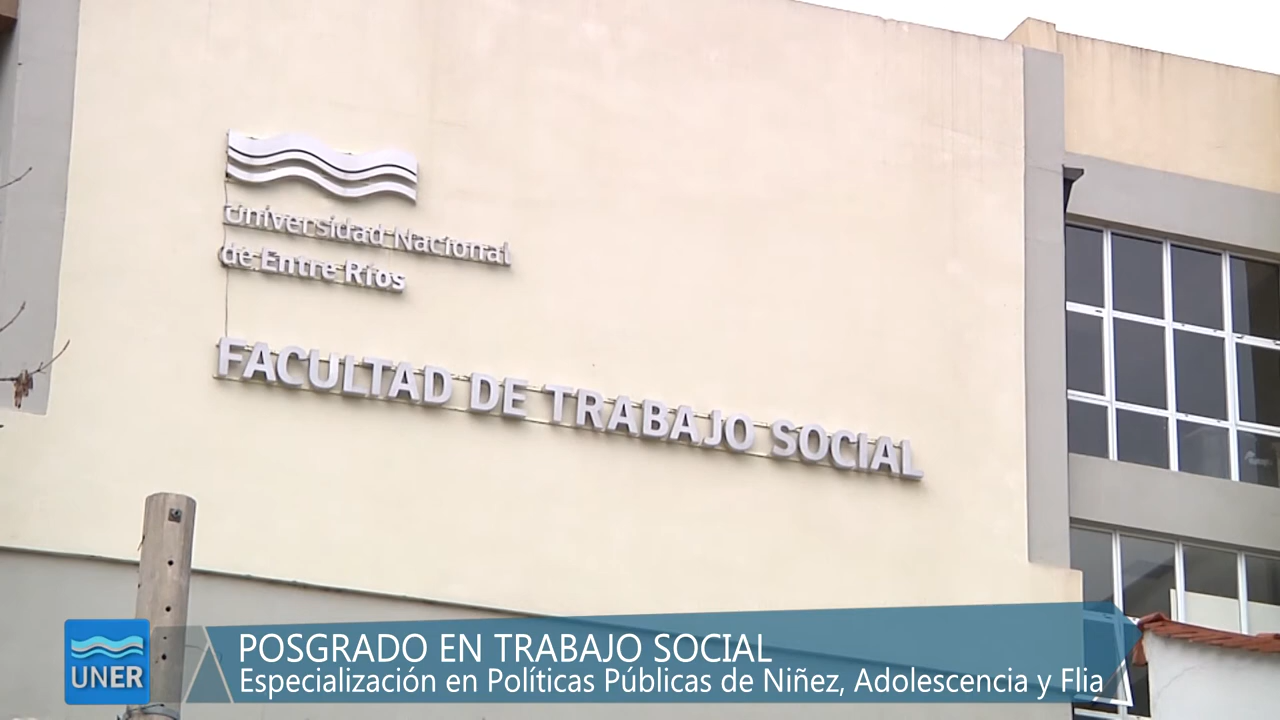 Universidad Nacional
de Entre Ríos
FACULTAD DE TRABAJO SOCIAL
UNER
POSGRADO EN TRABAJO SOCIAL
Especialización en Políticas Públicas de Niñez, Adolescencia y Flia